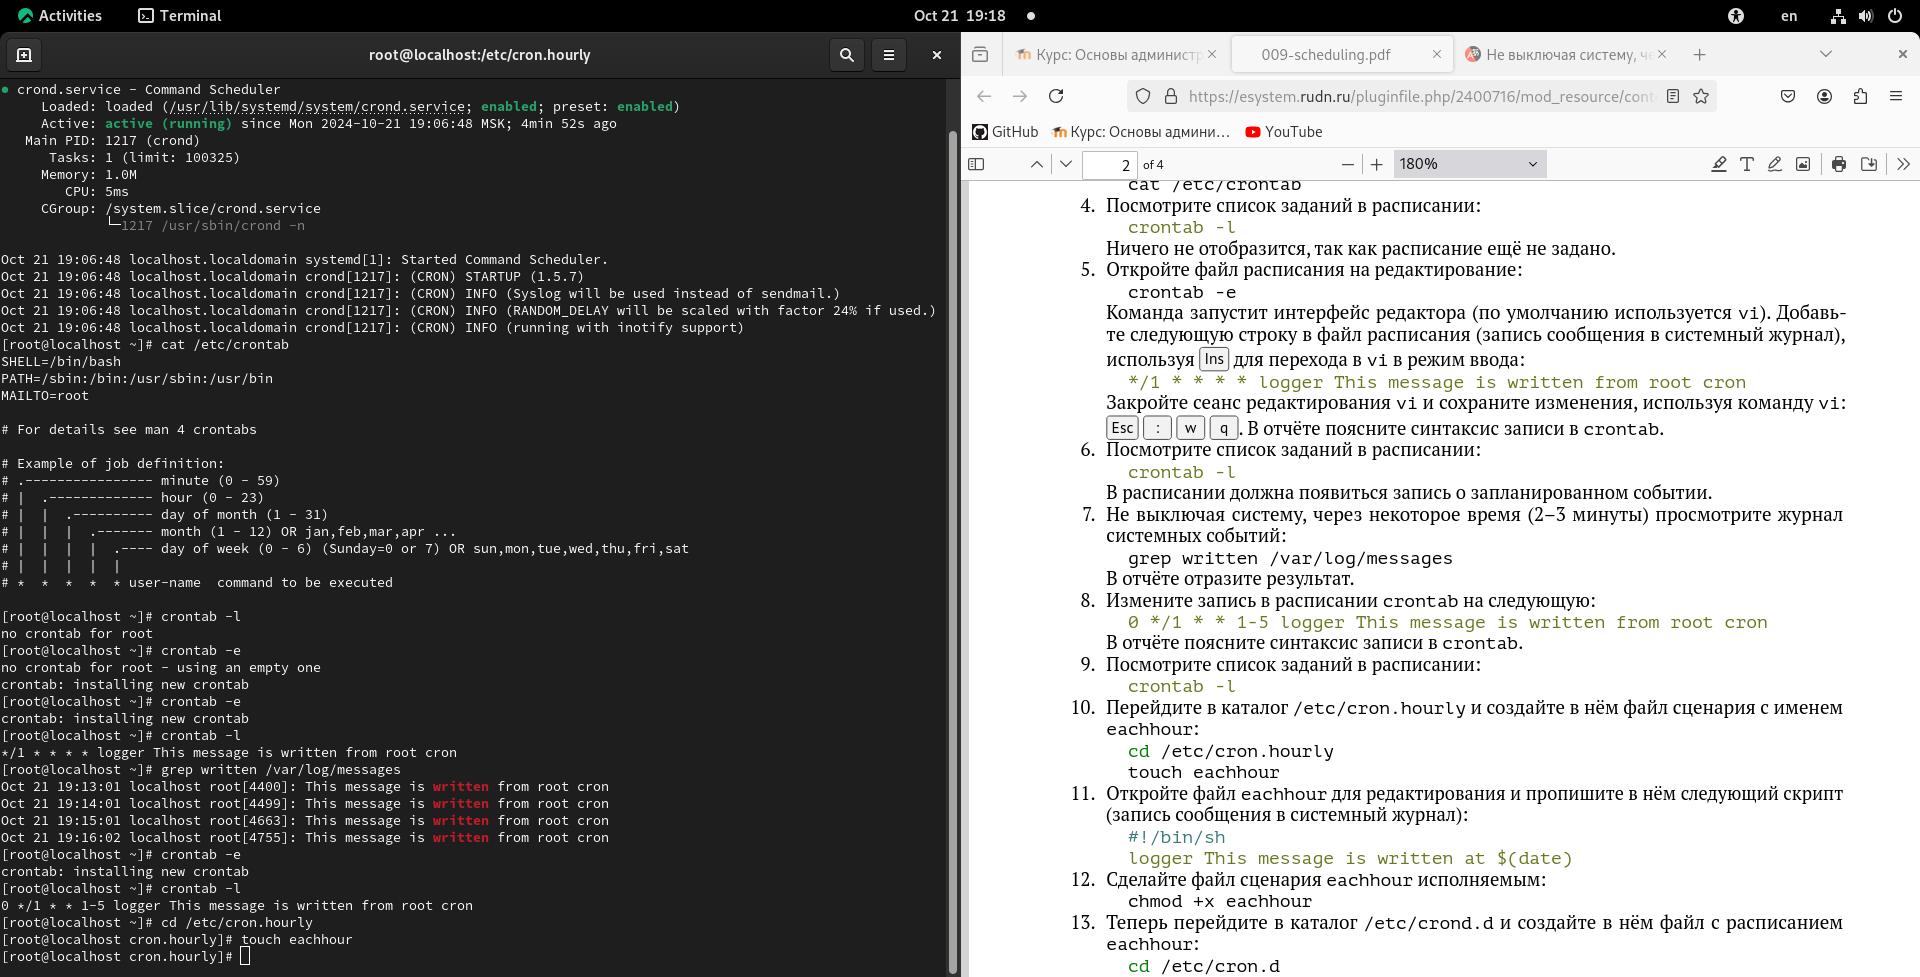 Activities
Terminal
Oct 21 19:18
en
root@localhost:/etc/cron.hourly
● crond.service - Command Scheduler
Loaded: loaded (/usr/lib/systemd/system/crond.service; enabled; preset: enabled)
Active: active (running) since Mon 2024-10-21 19:06:48 MSK; 4min 52s ago
Main PID: 1217 (crond)
Tasks: 1 (limit: 100325)
Memory: 1.0M
CPU: 5ms
CGroup: /system.slice/crond.service
└─1217 /usr/sbin/crond -n
Oct 21 19:06:48 localhost.localdomain systemd[1]: Started Command Scheduler.
Oct 21 19:06:48 localhost.localdomain crond[1217]: (CRON) STARTUP (1.5.7)
Oct 21 19:06:48 localhost.localdomain crond[1217]: (CRON) INFO (Syslog will be used instead of sendmail.)
Oct 21 19:06:48 localhost.localdomain crond[1217]: (CRON) INFO (RANDOM_DELAY will be scaled with factor 24% if used.)
Oct 21 19:06:48 localhost.localdomain crond[1217]: (CRON) INFO (running with inotify support)
[root@localhost ~]# cat /etc/crontab
SHELL=/bin/bash
PATH=/sbin:/bin:/usr/sbin:/usr/bin
MAILTO=root
# For details see man 4 crontabs
# Example of job definition:
# .---------------- minute (0 - 59)
# | .------------- hour (0 - 23)
# | | .---------- day of month (1 - 31)
# | | | .------- month (1 - 12) OR jan,feb,mar,apr ...
# | | | | .---- day of week (0 - 6) (Sunday=0 or 7) OR sun,mon,tue,wed,thu,fri,sat
# | | | | |
# * * * * * user-name command to be executed
[root@localhost ~]# crontab -l
no crontab for root
[root@localhost ~]# crontab -e
no crontab for root - using an empty one
crontab: installing new crontab
[root@localhost ~]# crontab -e
crontab: installing new crontab
[root@localhost ~]# crontab -l
*/1 * * * * logger This message is written from root cron
[root@localhost ~]# grep written /var/log/messages
Oct 21 19:13:01 localhost root[4400]: This message is written from root cron
Oct 21 19:14:01 localhost root[4499]: This message is written from root cron
Oct 21 19:15:01 localhost root[4663]: This message is written from root cron
Oct 21 19:16:02 localhost root[4755]: This message is written from root cron
[root@localhost ~]# crontab -e
crontab: installing new crontab
[root@localhost ~]# crontab -l
0 */1 * * 1-5 logger This message is written from root cron
[root@localhost ~]# cd /etc/cron.hourly
[root@localhost cron.hourly]# touch eachhour
[root@localhost cron.hourly]#
Курс: Основы администр
009-scheduling.pdf
Не выключая систему, че
https://esystem.rudn.ru/pluginfile.php/2400716/mod_resource/cont
GitHub
Курс: Основы админи…
YouTube
2 of 4
180%
cat /etc/crontab
4. Посмотрите список заданий в расписании:
crontab -l
Ничего не отобразится, так как расписание ещё не задано.
5. Откройте файл расписания на редактирование:
crontab -e
Команда запустит интерфейс редактора (по умолчанию используется vi). Добавь-
те следующую строку в файл расписания (запись сообщения в системный журнал),
используя Ins для перехода в vi в режим ввода:
*/1 * * * * logger This message is written from root cron
Закройте сеанс редактирования vi и сохраните изменения, используя команду vi:
Esc : w q. В отчёте поясните синтаксис записи в crontab.
6. Посмотрите список заданий в расписании:
crontab -l
В расписании должна появиться запись о запланированном событии.
7. Не выключая систему, через некоторое время (2–3 минуты) просмотрите журнал
системных событий:
grep written /var/log/messages
В отчёте отразите результат.
8. Измените запись в расписании crontab на следующую:
0 */1 * * 1-5 logger This message is written from root cron
В отчёте поясните синтаксис записи в crontab.
9. Посмотрите список заданий в расписании:
crontab -l
10. Перейдите в каталог /etc/cron.hourly и создайте в нём файл сценария с именем
eachhour:
cd /etc/cron.hourly
touch eachhour
11. Откройте файл eachhour для редактирования и пропишите в нём следующий скрипт
(запись сообщения в системный журнал):
#!/bin/sh
logger This message is written at $(date)
12. Сделайте файл сценария eachhour исполняемым:
chmod +x eachhour
13. Теперь перейдите в каталог /etc/crond.d и создайте в нём файл с расписанием
eachhour:
cd /etc/cron.d